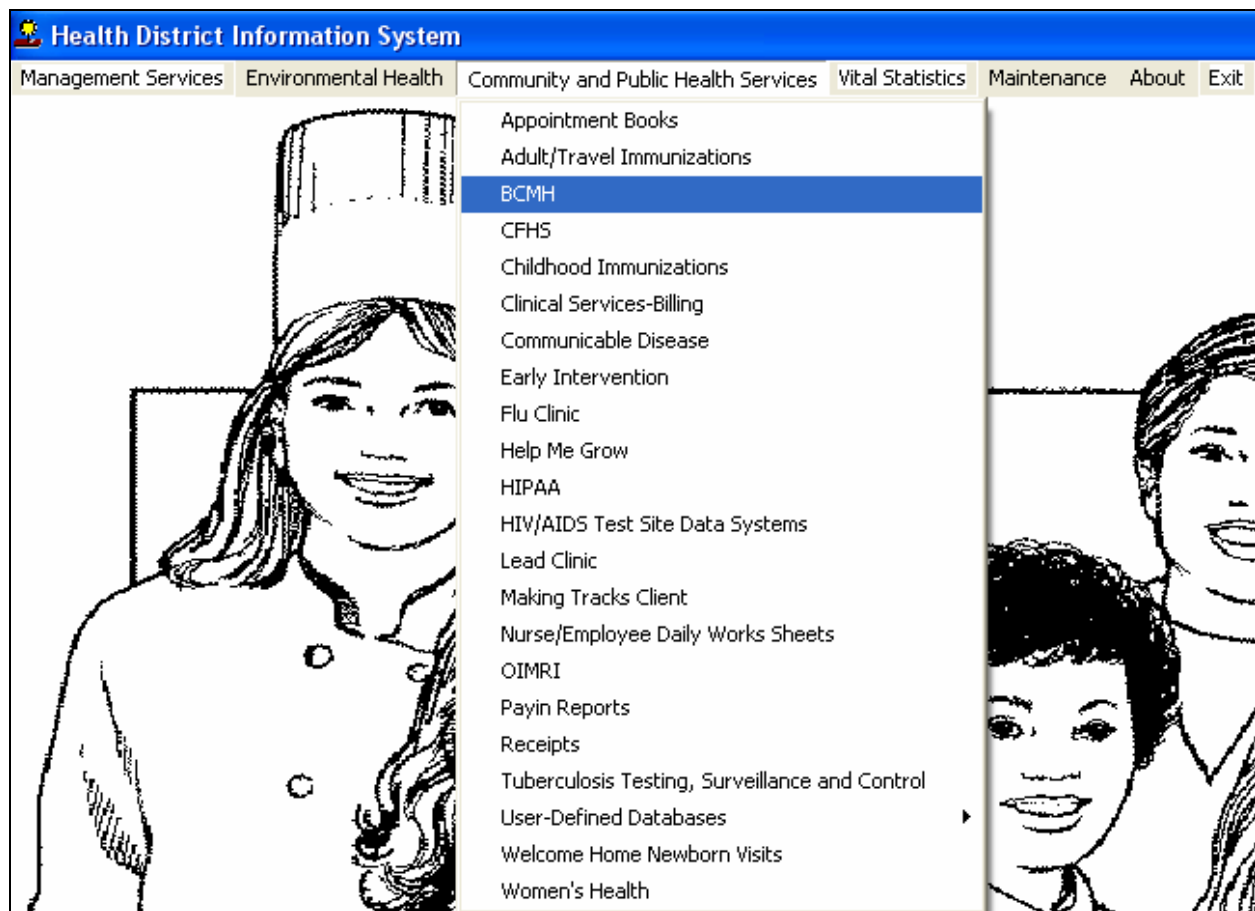 Health District Information System
Management Services Environmental Health Community and Public Health Services Vital Statistics Maintenance About Exit
Appointment Books
Adult/Travel Immunizations
BCMH
CFHS
Childhood Immunizations
Clinical Services-Billing
Communicable Disease
Early Intervention
Flu Clinic
Help Me Grow
HIPAA
HIV/AIDS Test Site Data Systems
Lead Clinic
Making Tracks Client
Nurse/Employee Daily Works Sheets
OIMRI
Payin Reports
Receipts
Tuberculosis Testing, Surveillance and Control
User-Defined Databases
Welcome Home Newborn Visits
Women's Health